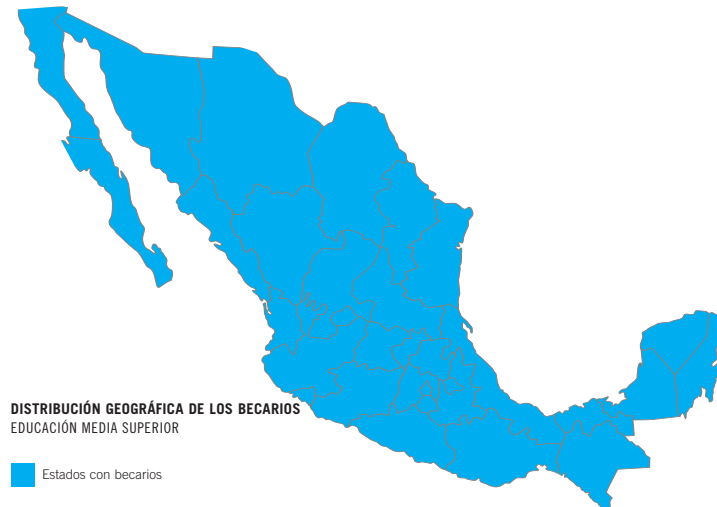 DISTRIBUCIÓN GEOGRÁFICA DE LOS BECARIOS
EDUCACIÓN MEDIA SUPERIOR
Estados con becarios